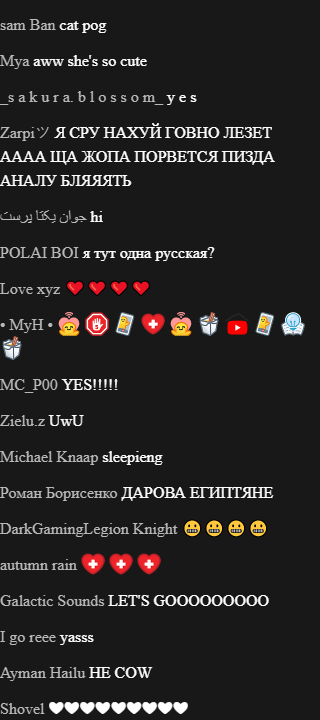 sam Ban cat pog
Mya aww she's so cute
_s a k u r a. b l o s s o m_ y e s
Zarpiツ Я СРУ НАХУЙ ГОВНО ЛЕЗЕТ
АААА ЩА ЖОПА ПОРВЕТСЯ ПИЗДА
АНАЛУ БЛЯЯЯТЬ
جوان یکتا پرست hi
POLAI BOI я тут одна русская?
Love xyz ❤❤❤❤
• MyH •
MC_P00 YES!!!!!
Zielu.z UwU
Michael Knaap sleepieng
Роман Борисенко ДАРОВА ЕГИПТЯНЕ
DarkGamingLegion Knight 😬😬😬😬
autumn rain
Galactic Sounds LET'S GOOOOOOOOO
I go reee yasss
Ayman Hailu HE COW
Shovel 🤍🤍🤍🤍🤍🤍🤍🤍🤍